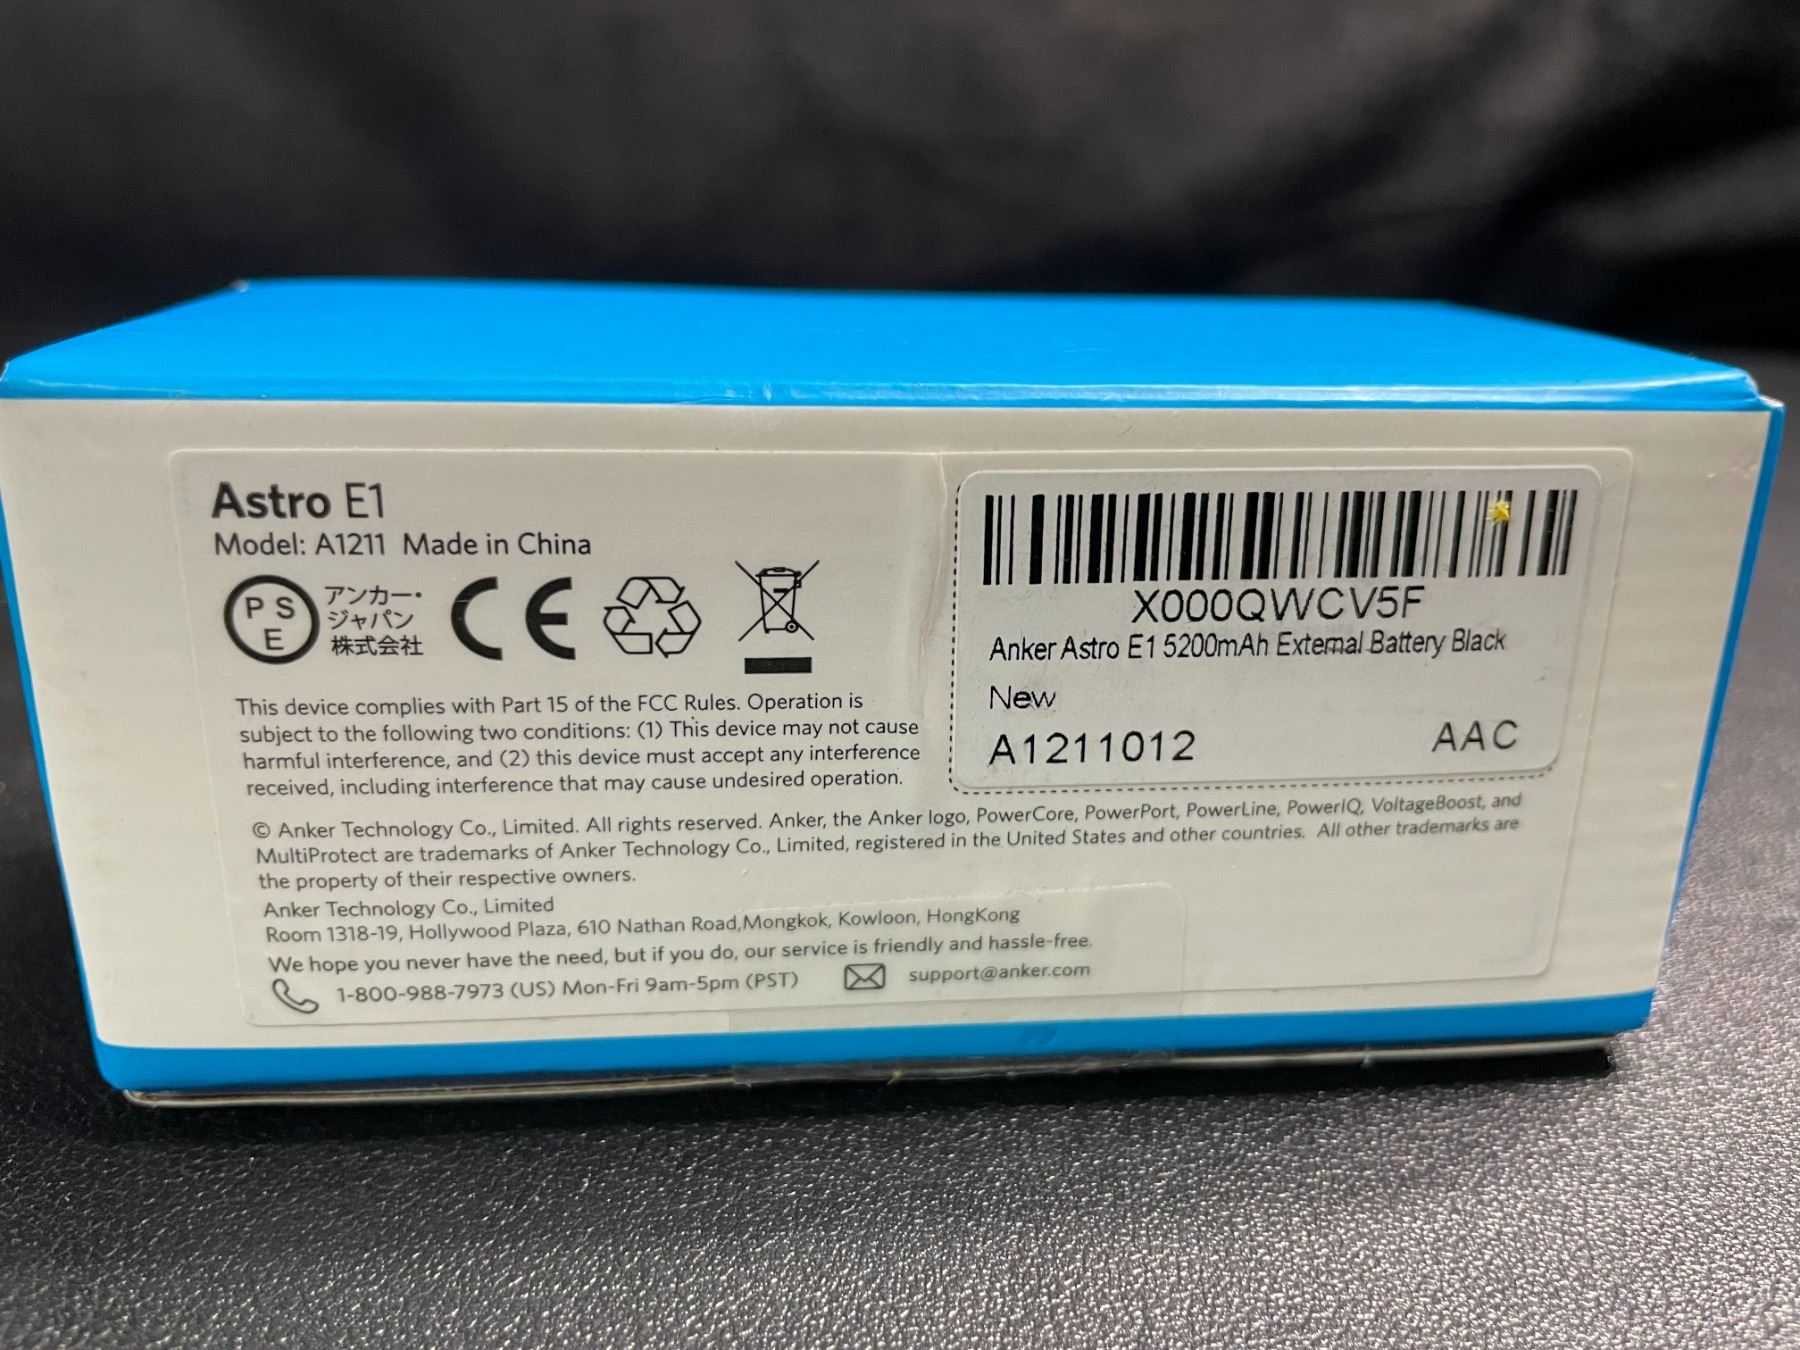 Astro E1
Model: A1211 Made in China
PS
E
アンカー・
ジャパン
株式会社
CE
This device complies with Part 15 of the FCC Rules. Operation is
subject to the following two conditions: (1) This device may not cause
harmful interference, and (2) this device must accept any interference
received, including interference that may cause undesired operation.
X000QWCV5F
Anker Astro E1 5200mAh External Battery Black
New
A1211012 AAC
© Anker Technology Co., Limited. All rights reserved. Anker, the Anker logo, PowerCore, PowerPort, PowerLine, PowerIQ, VoltageBoost, and
MultiProtect are trademarks of Anker Technology Co., Limited, registered in the United States and other countries. All other trademarks are
the property of their respective owners.
Anker Technology Co., Limited
Room 1318-19, Hollywood Plaza, 610 Nathan Road,Mongkok, Kowloon, HongKong
We hope you never have the need, but if you do, our service is friendly and hassle-free.
1-800-988-7973 (US) Mon-Fri 9am-5pm (PST) support@anker.com